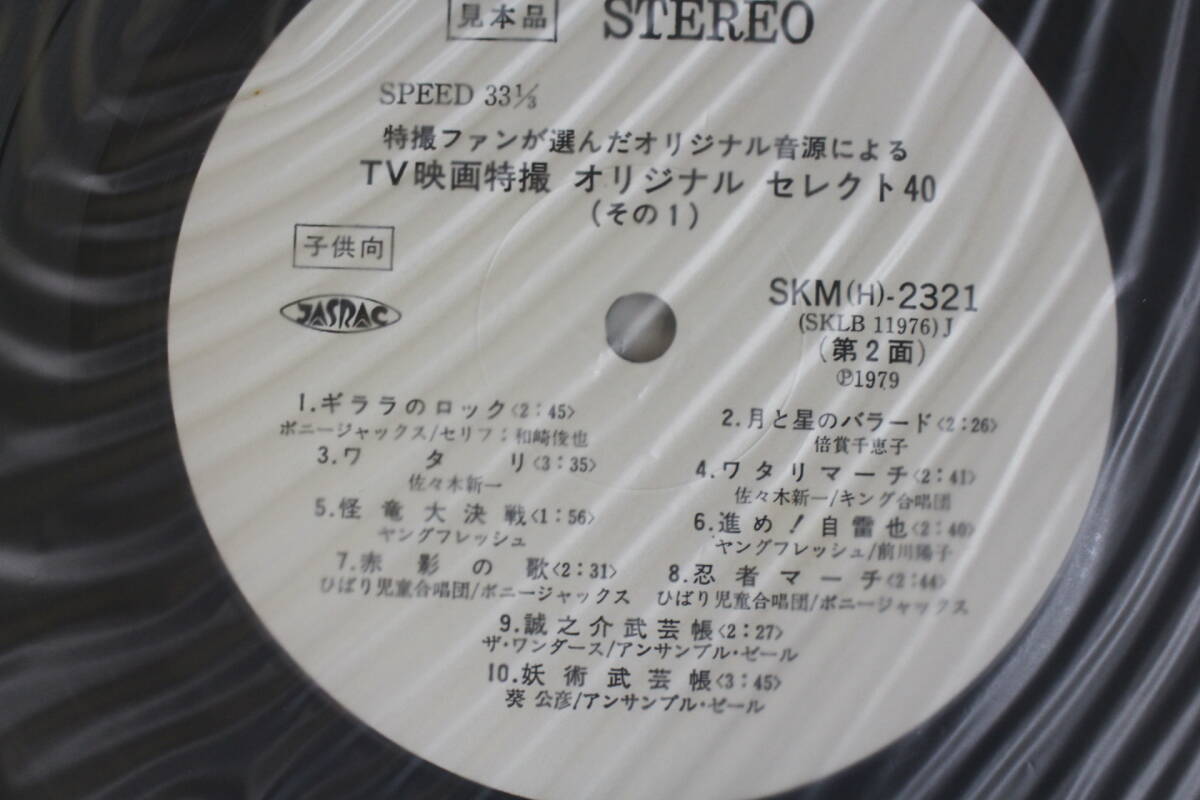 見本品 STEREO
SPEED 33⅓
特撮ファンが選んだオリジナル音源による
TV映画特撮 オリジナル セレクト40
(その1)
子供向
JASRAC
SKM(H)-2321
(SKLB 11976)J
(第2面)
℗1979
1.ギララのロック<2:45>
ボニージャックス/セリフ;和崎俊也
2.月と星のバラード<2:26>
倍賞千恵子
3.ワタリ<3:35>
佐々木新一
4.ワタリマーチ<2:41>
佐々木新一/キング合唱団
5.怪竜大決戦<1:56>
ヤングフレッシュ
6.進め!自雷也<2:40>
ヤングフレッシュ/前川陽子
7.赤影の歌<2:31>
ひばり児童合唱団/ボニージャックス
8.忍者マーチ<2:44>
ひばり児童合唱団/ボニージャックス
9.誠之介武芸帳<2:27>
ザ・ワンダース/アンサンブル・ゼール
10.妖術武芸帳<3:45>
葵 公彦/アンサンブル・ゼール